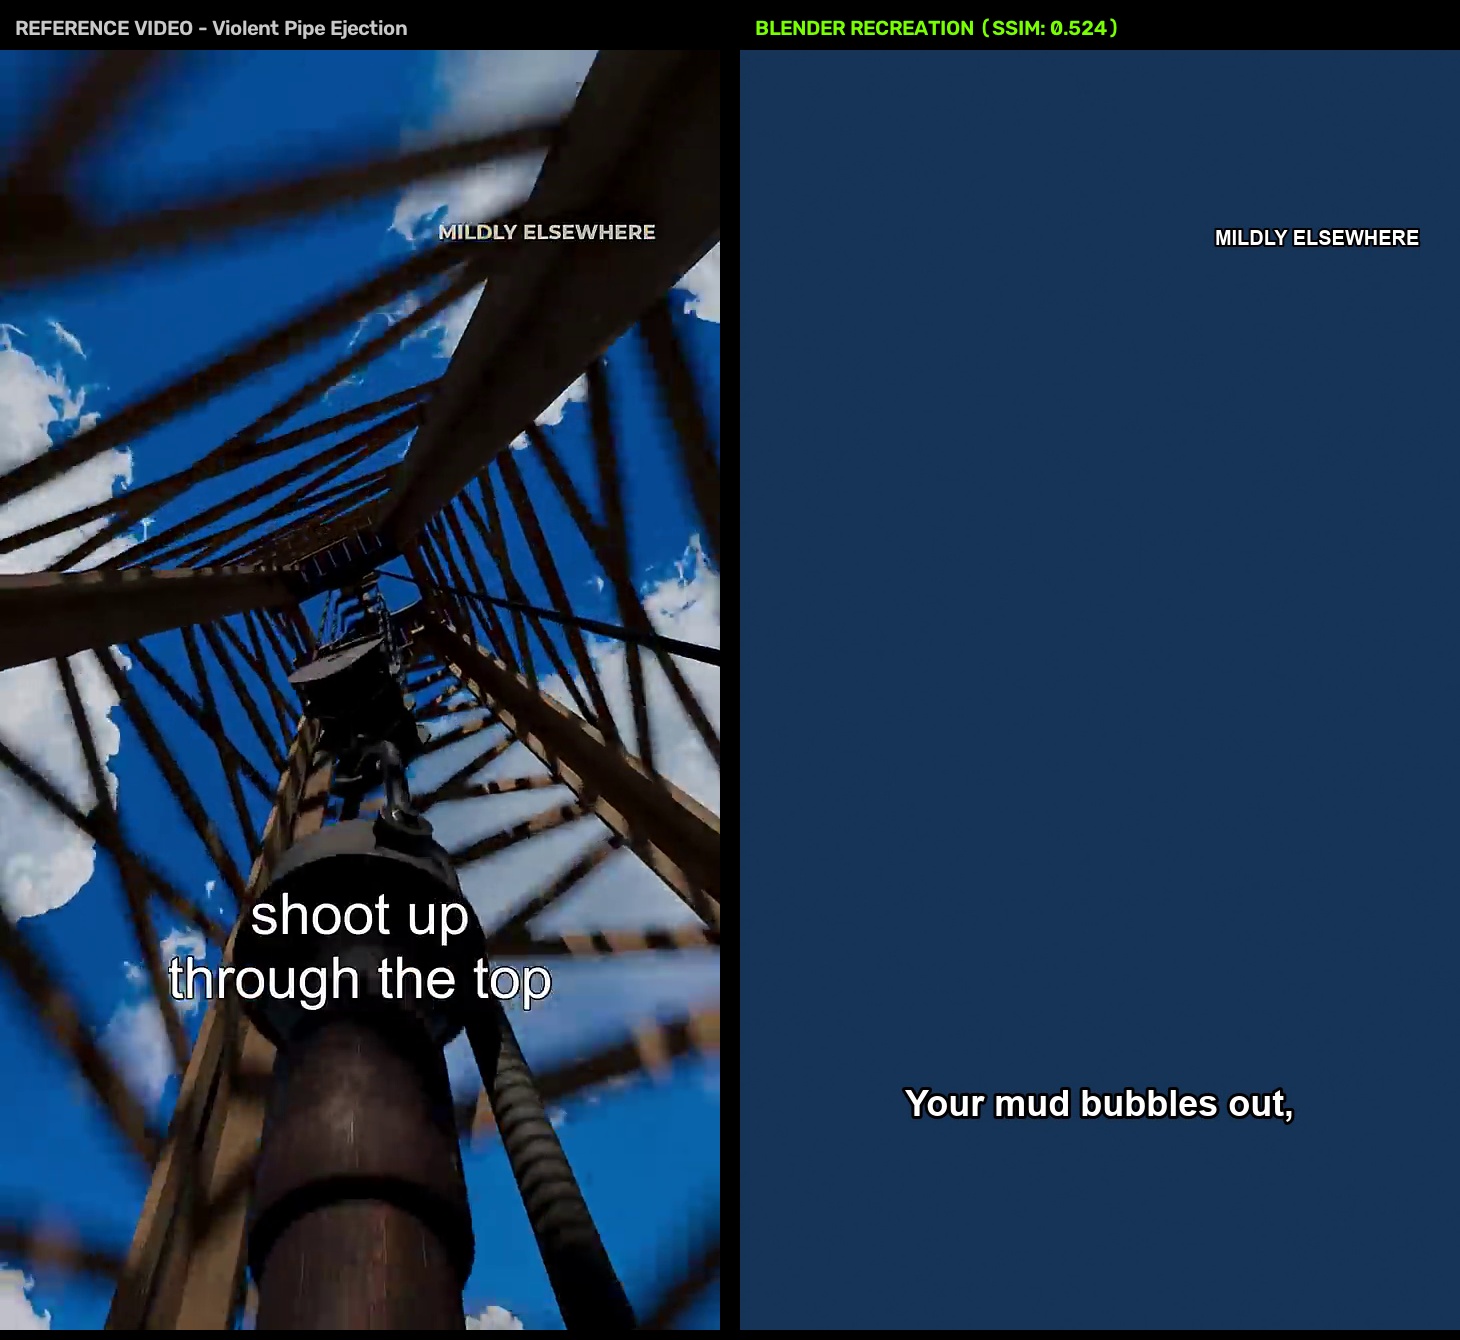 REFERENCE VIDEO - Violent Pipe Ejection
BLENDER RECREATION (SSIM: 0.524)
MILDLY ELSEWHERE
MILDLY ELSEWHERE
shoot up
through the top
Your mud bubbles out,